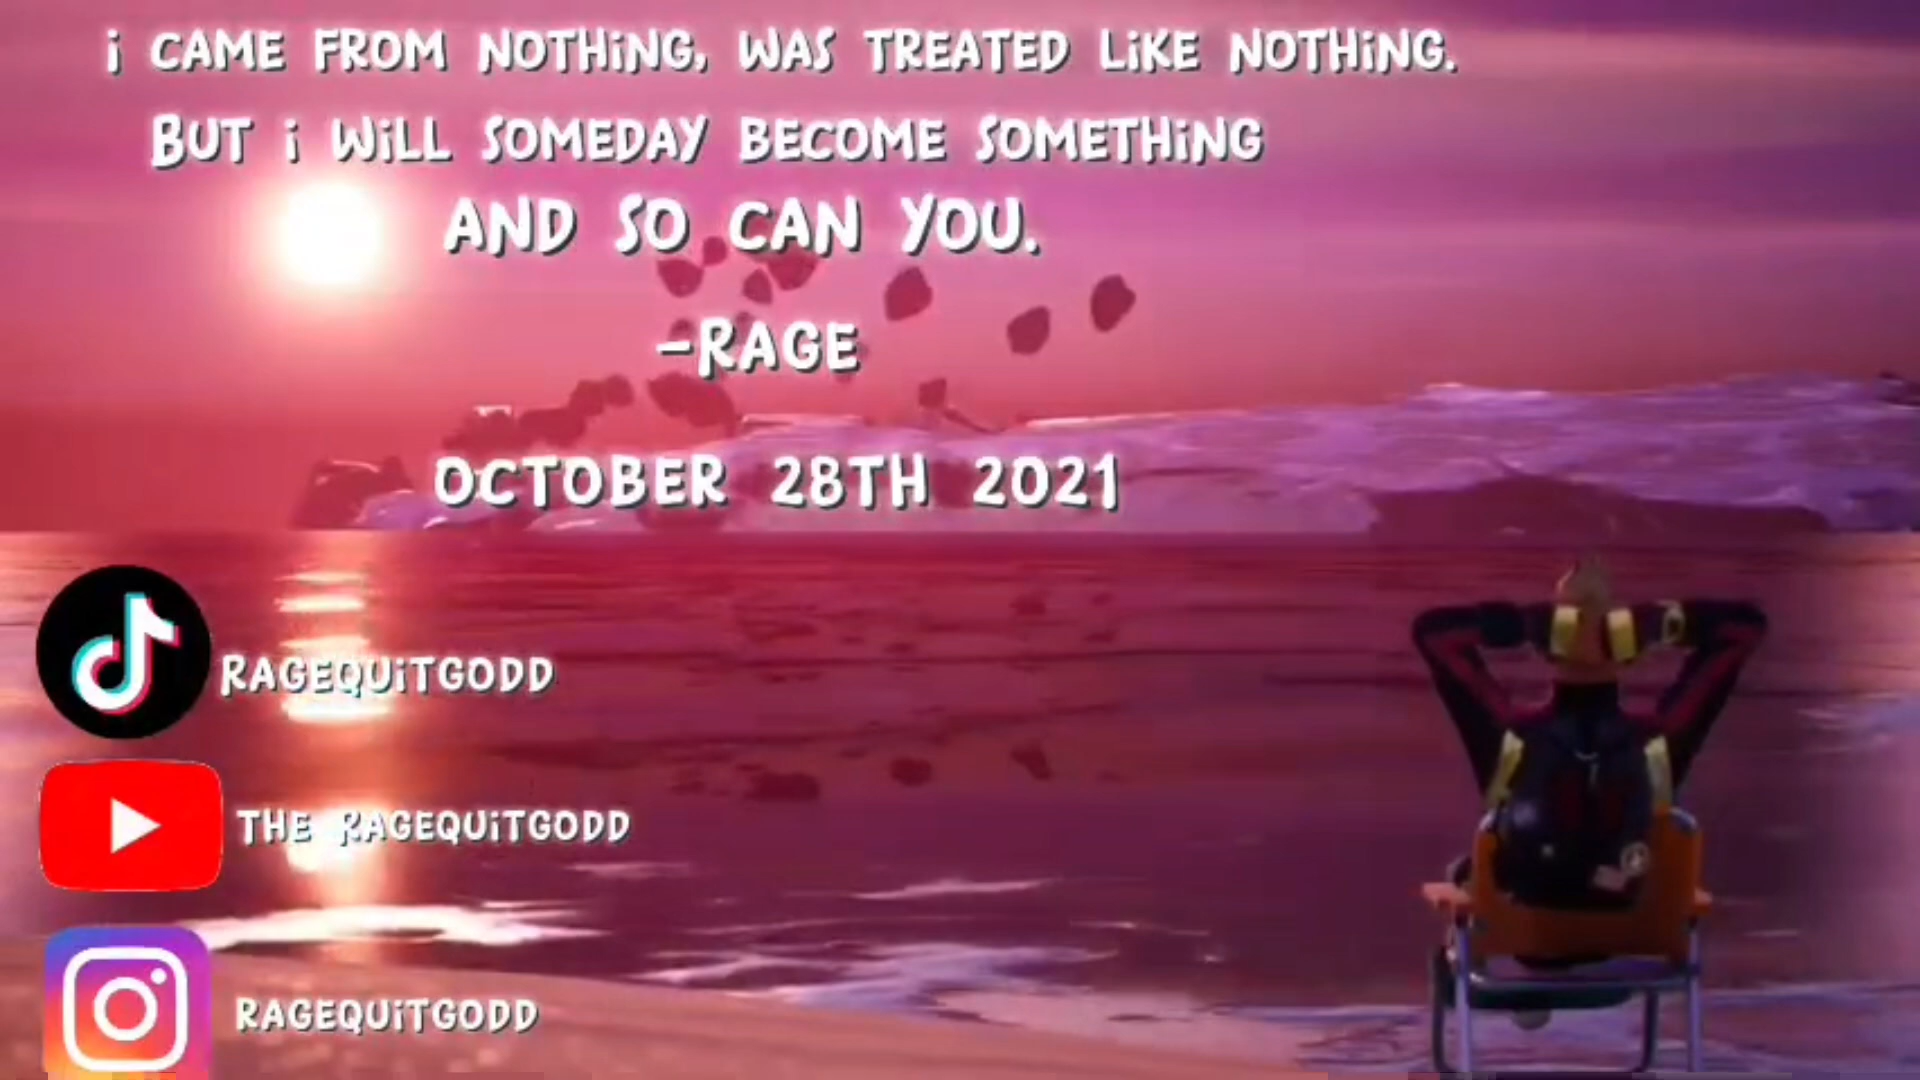 i CAME FROM NOTHiNG, WAS TREATED LiKE NOTHiNG.
BUT i WiLL SOMEDAY BECOME SOMETHiNG
AND SO CAN YOU.
-RAGE
OCTOBER 28TH 2021
RAGEQUiTGODD
THE RAGEQUiTGODD
RAGEQUiTGODD